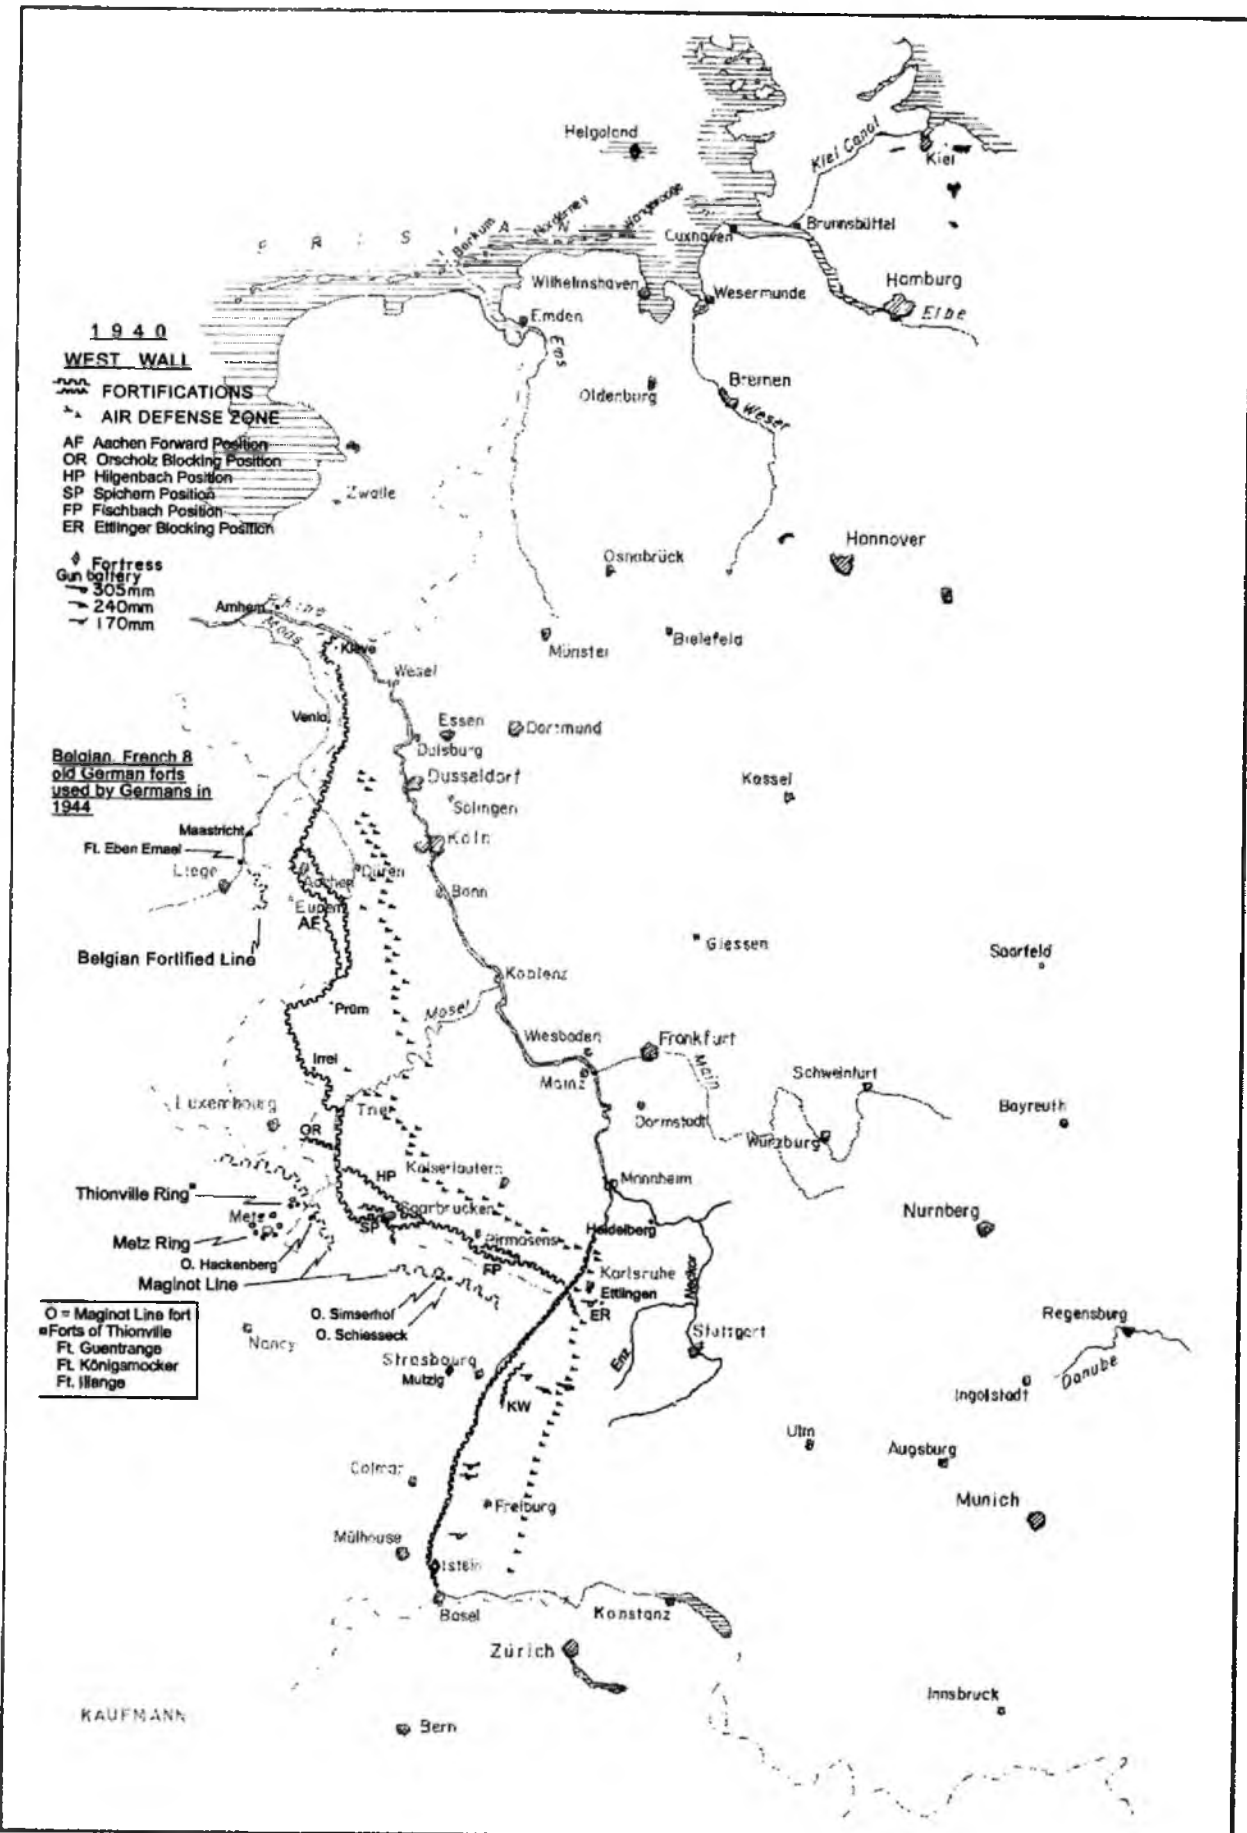 Helgoland
Kiel Canal
Kiel
F R I S I A N
Borkum
Norderney
Wangerooge
Cuxhaven
Brunnsbüttel
Wilhelmshaven
Wesermunde
Hamburg
Elbe
Emden
Ems
1940
WEST WALL
FORTIFICATIONS
AIR DEFENSE ZONE
AF Aachen Forward Position
OR Orscholz Blocking Position
HP Hilgenbach Position
SP Spichern Position
FP Fischbach Position
ER Ettlinger Blocking Position
Fortress
Gun battery
305mm
240mm
170mm
Oldenburg
Bremen
Weser
Zwolle
Osnabrück
Hannover
Arnhem
Rhine
Maas
Kleve
Münster
Bielefeld
Wesel
Venlo
Essen
Dortmund
Duisburg
Belgian, French &
old German forts
used by Germans in
1944
Dusseldorf
Solingen
Kassel
Maastricht
Köln
Ft. Eben Emael
Liege
Aachen
Düren
Eupen
AF
Bonn
Belgian Fortified Line
Giessen
Saarfeld
Koblenz
Prüm
Mosel
Irrel
Wiesboden
Frankfurt
Mainz
Main
Schweinfurt
Luxembourg
Trier
Darmstadt
Wurzburg
Bayreuth
OR
HP
Kaiserlautern
Mannheim
Thionville Ring
Metz
Saarbrucken
SP
Heidelberg
Nurnberg
Metz Ring
O. Hackenberg
Pirmasens
FP
Maginot Line
Karlsruhe
Ettlingen
ER
Neckar
O = Maginot Line fort
Forts of Thionville
Ft. Guentrange
Ft. Königsmocker
Ft. Illange
O. Simserhof
O. Schiesseck
Nancy
Stuttgart
Enz
Regensburg
Strasbourg
Mutzig
KW
Ingolstadt
Danube
Ulm
Augsburg
Colmar
Freiburg
Munich
Mülhouse
Istein
Basel
Konstanz
Zürich
Innsbruck
KAUFMANN
Bern